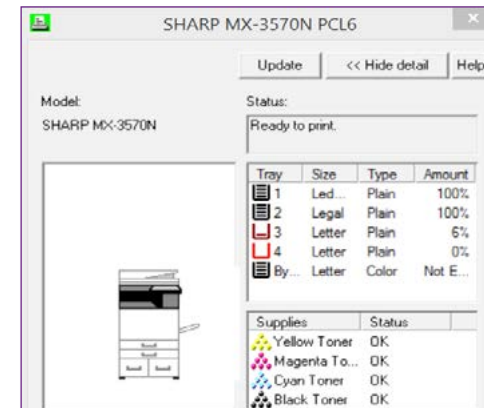 SHARP MX-3570N PCL6
Update << Hide detail Help
Model: Status:
SHARP MX-3570N Ready to print.
Tray Size Type Amount
1 Led... Plain 100%
2 Legal Plain 100%
3 Letter Plain 6%
4 Letter Plain 0%
By... Letter Color Not E...
Supplies Status
Yellow Toner OK
Magenta To... OK
Cyan Toner OK
Black Toner OK